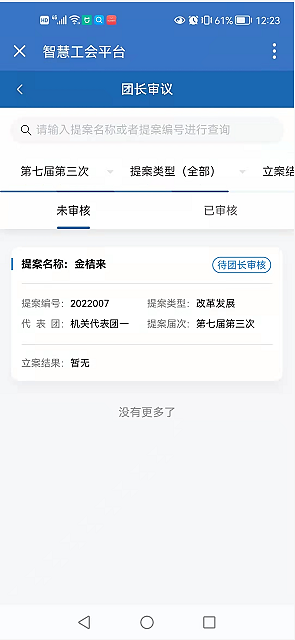 HD 4G 61% 12:23
智慧工会平台
团长审议
请输入提案名称或者提案编号进行查询
第七届第三次 提案类型（全部） 立案结
未审核 已审核
提案名称：金桔来 待团长审核
提案编号：2022007 提案类型：改革发展
代 表 团：机关代表团一 提案届次：第七届第三次
立案结果：暂无
没有更多了